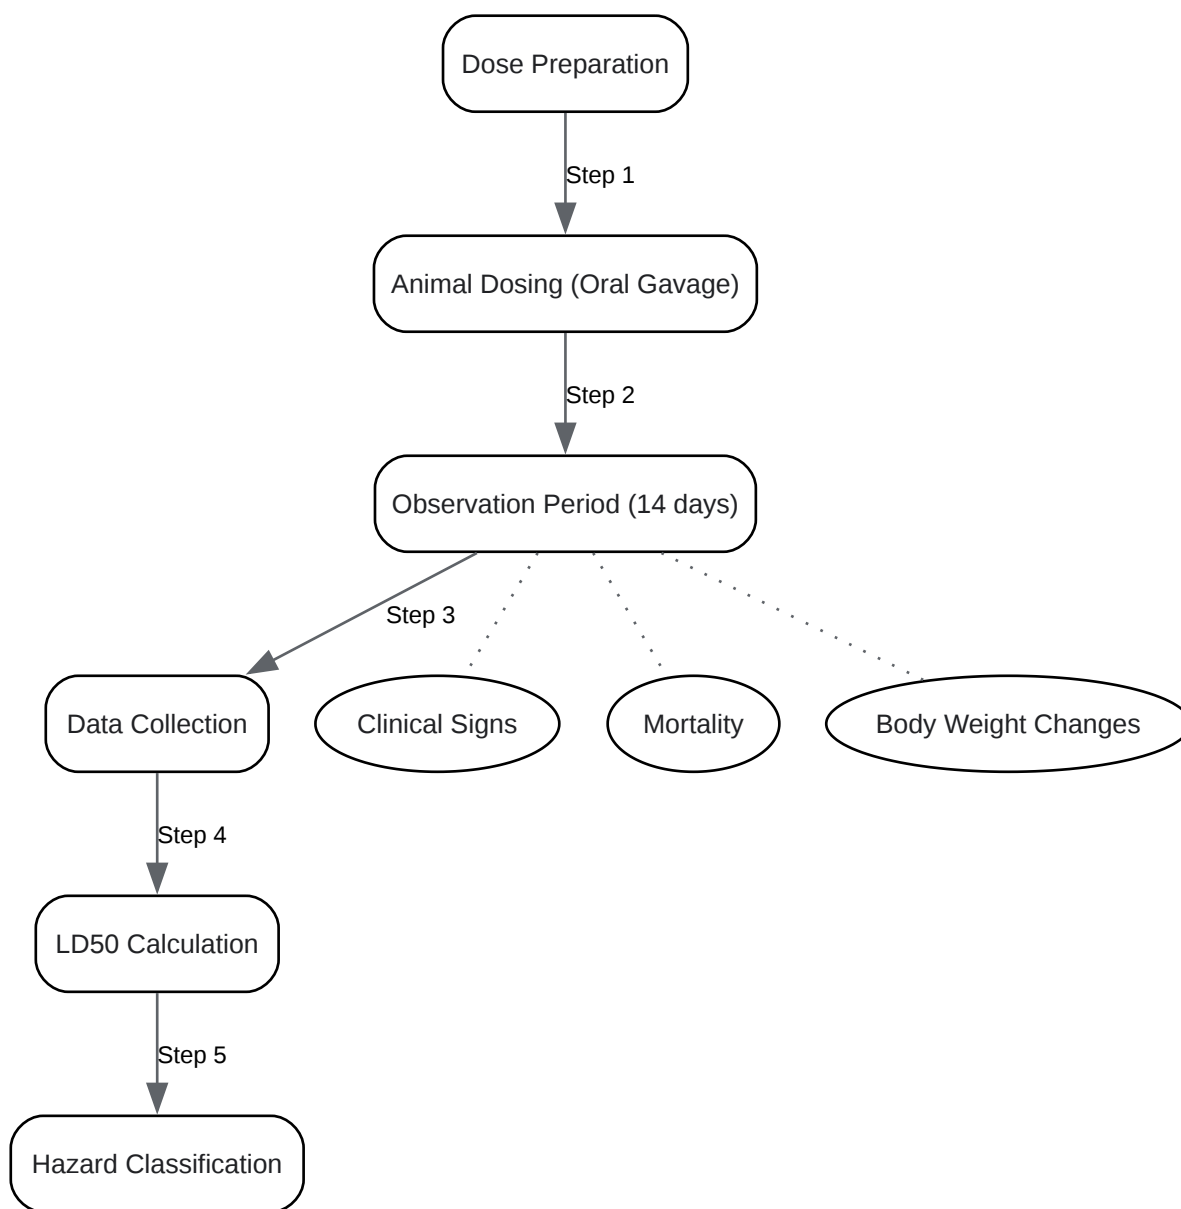 Dose Preparation
Step 1
Animal Dosing (Oral Gavage)
Step 2
Observation Period (14 days)
Step 3
Data Collection
Clinical Signs
Mortality
Body Weight Changes
Step 4
LD50 Calculation
Step 5
Hazard Classification